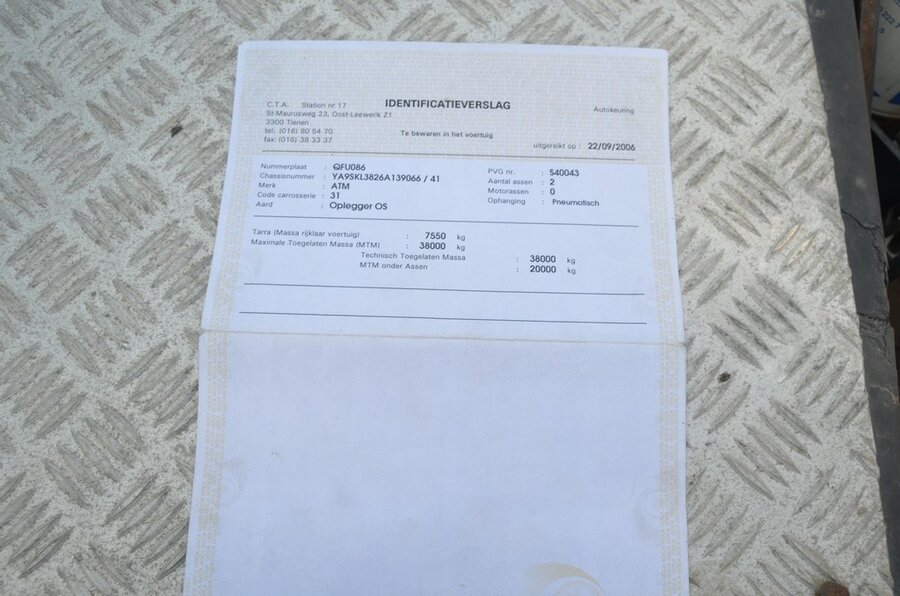 C.T.A. Station nr 17
IDENTIFICATIEVERSLAG
Autokeuring
St-Maurusweg 23, Oost-Leewerik Z1
3300 Tienen
tel: (016) 80 54 70
fax: (016) 38 33 37
Te bewaren in het voertuig
uitgereikt op : 22/09/2006
Nummerplaat : QFU086
Chassisnummer : YA9SKL3826A139066 / 41
Merk : ATM
Code carrosserie : 31
Aard : Oplegger OS
PVG nr. : S40043
Aantal assen : 2
Motorassen : 0
Ophanging : Pneumatisch
Tarra (Massa rijklaar voertuig) : 7550 kg
Maximale Toegelaten Massa (MTM) : 38000 kg
Technisch Toegelaten Massa : 38000 kg
MTM onder Assen : 20000 kg